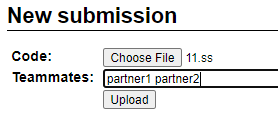 New submission
Code: Choose File 11.ss
Teammates: partner1 partner2
Upload